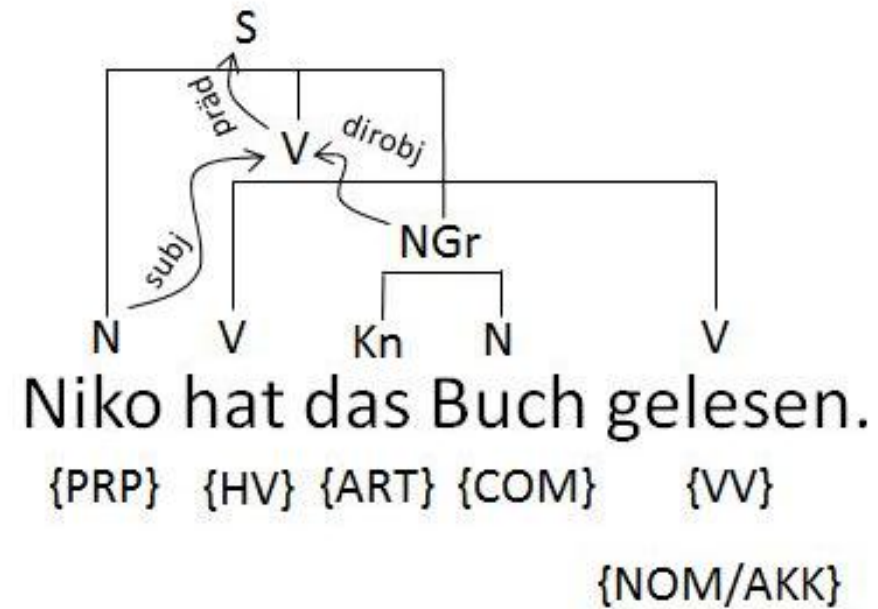 S
präd
V dirobj
subj
NGr
N V Kn N V
Niko hat das Buch gelesen.
{PRP} {HV} {ART} {COM} {VV}
{NOM/AKK}